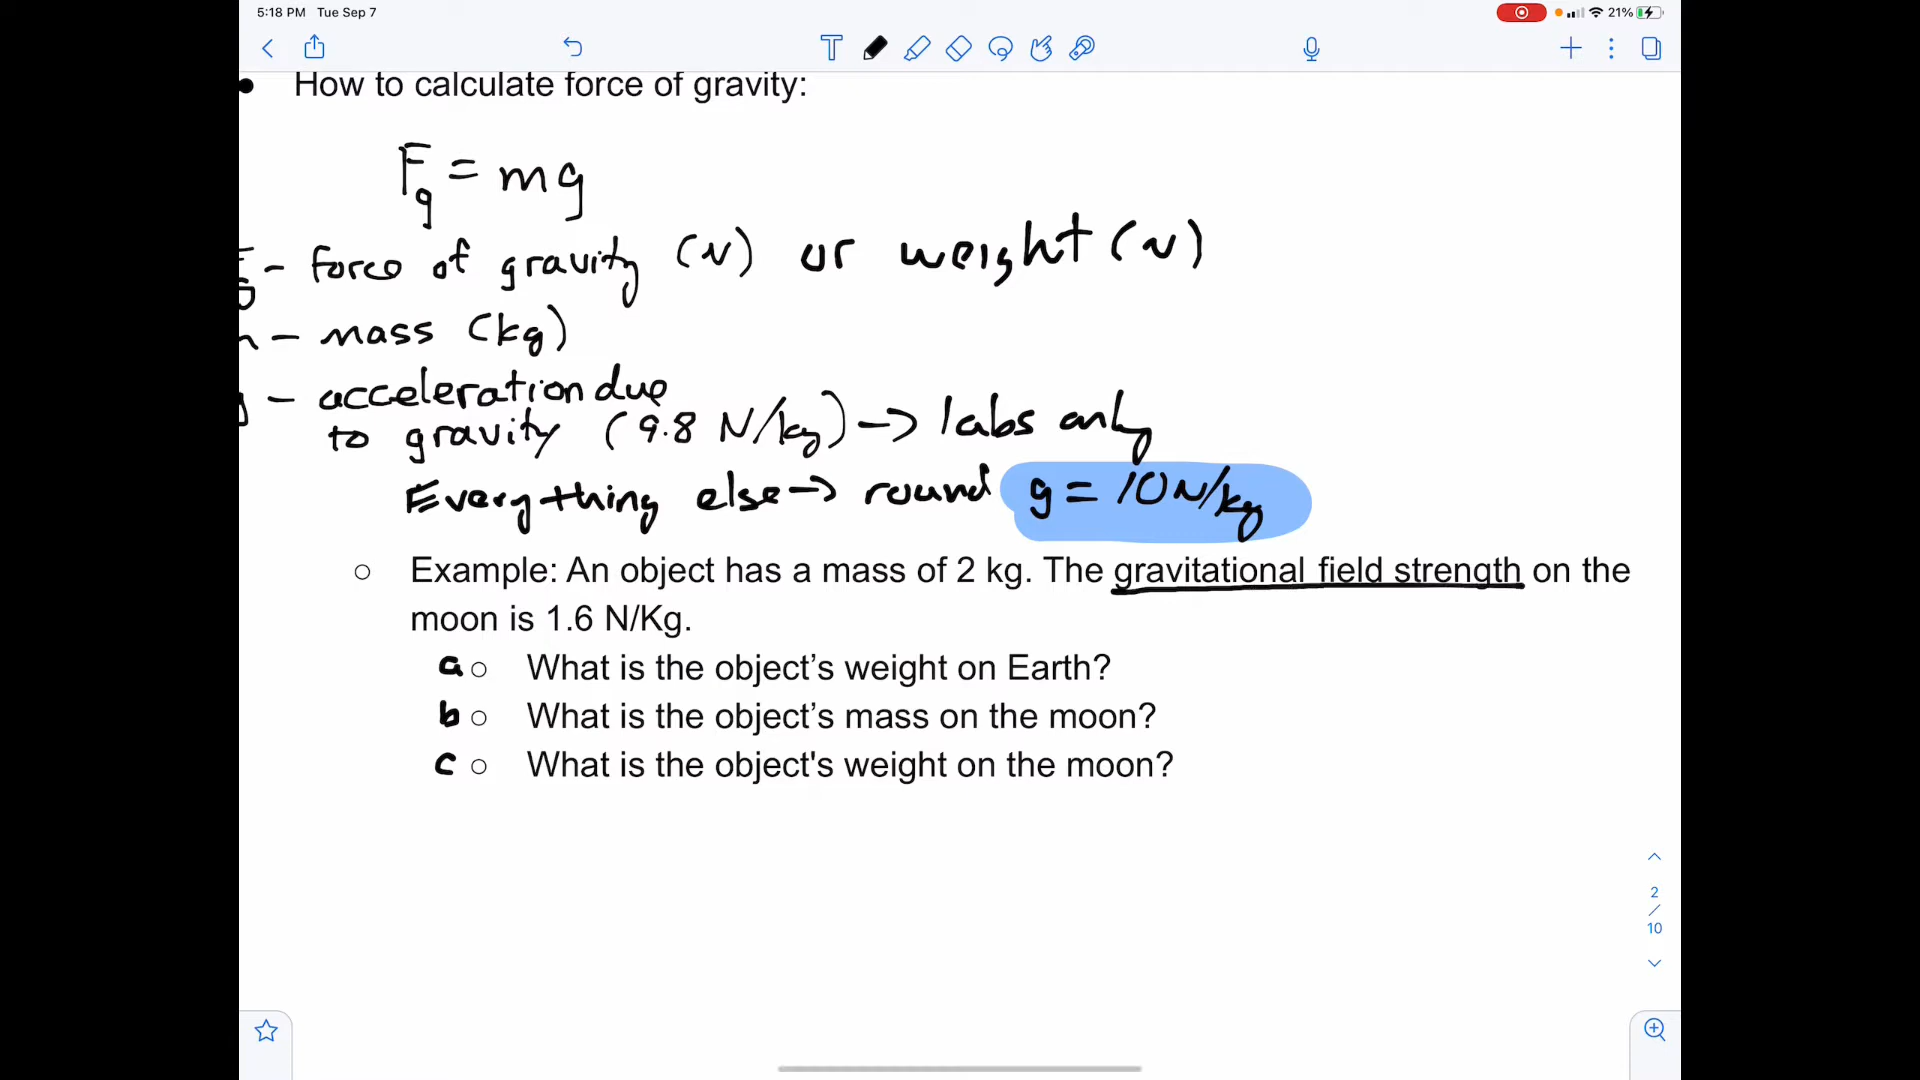 5:18 PM Tue Sep 7
21%
● How to calculate force of gravity:
Fg = mg
- force of gravity (N) or weight (N)
- mass (kg)
- acceleration due
to gravity (9.8 N/kg) -> labs only
Everything else -> round g = 10 N/kg
○ Example: An object has a mass of 2 kg. The gravitational field strength on the
moon is 1.6 N/Kg.
a ○ What is the object’s weight on Earth?
b ○ What is the object’s mass on the moon?
c ○ What is the object's weight on the moon?
2
/
10